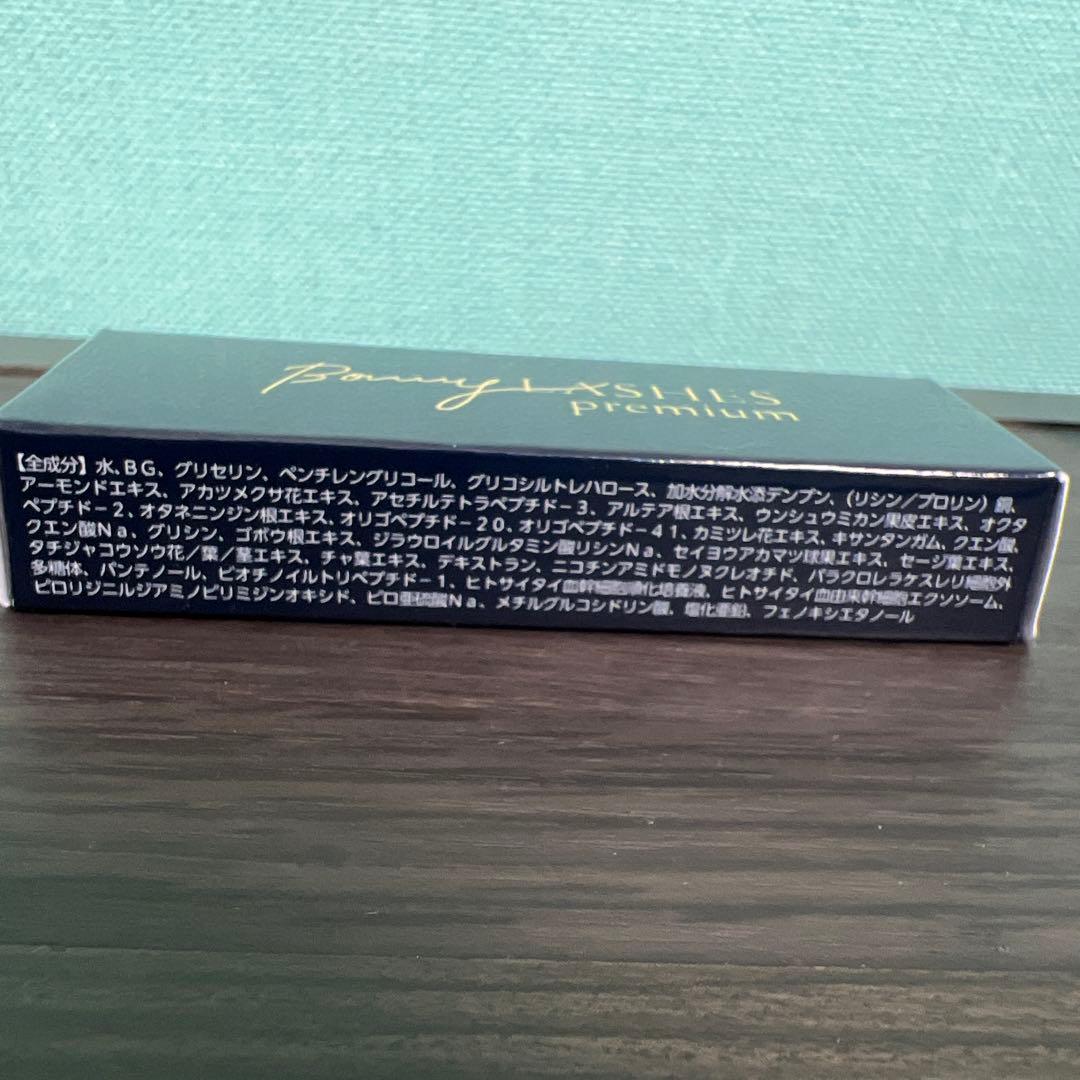 Bonny LASHES
premium
【全成分】水、BG、グリセリン、ペンチレングリコール、グリコシルトレハロース、加水分解水添デンプン、(リシン/プロリン) 銅、
アーモンドエキス、アカツメクサ花エキス、アセチルテトラペプチド-3、アルテア根エキス、ウンシュウミカン果皮エキス、オクタ
ペプチド-2、オタネニンジン根エキス、オリゴペプチド-20、オリゴペプチド-41、カミツレ花エキス、キサンタンガム、クエン酸、
クエン酸Na、グリシン、ゴボウ根エキス、ジラウロイルグルタミン酸リシンNa、セイヨウアカマツ球果エキス、セージ葉エキス、
タチジャコウソウ花/葉/茎エキス、チャ葉エキス、デキストラン、ニコチンアミドモノヌクレオチド、パラクロレラケスレリ細胞外
多糖体、パンテノール、ビオチノイルトリペプチド-1、ヒトサイタイ血幹細胞順化培養液、ヒトサイタイ血由来幹細胞エクソソーム、
ピロリジニルジアミノピリミジンオキシド、ピロ亜硫酸Na、メチルグルコシドリン酸、塩化亜鉛、フェノキシエタノール